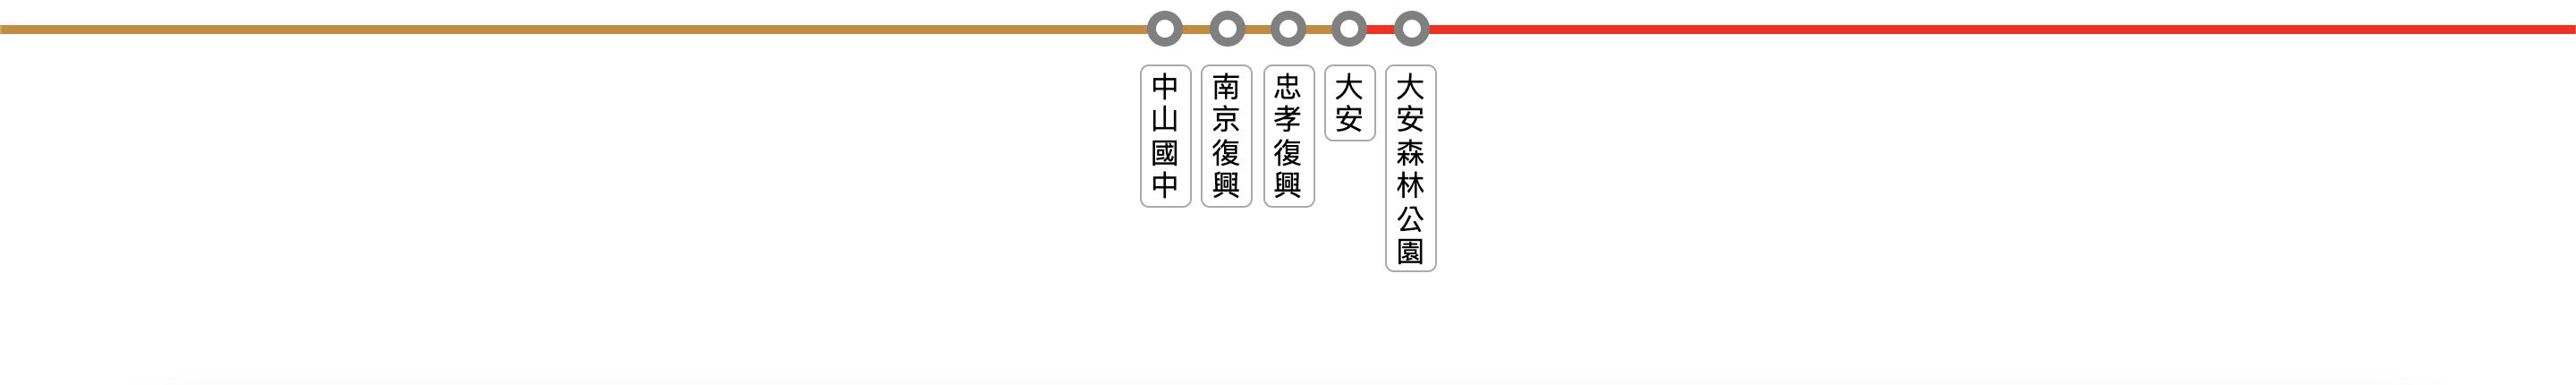 中山國中
南京復興
忠孝復興
大安
大安森林公園